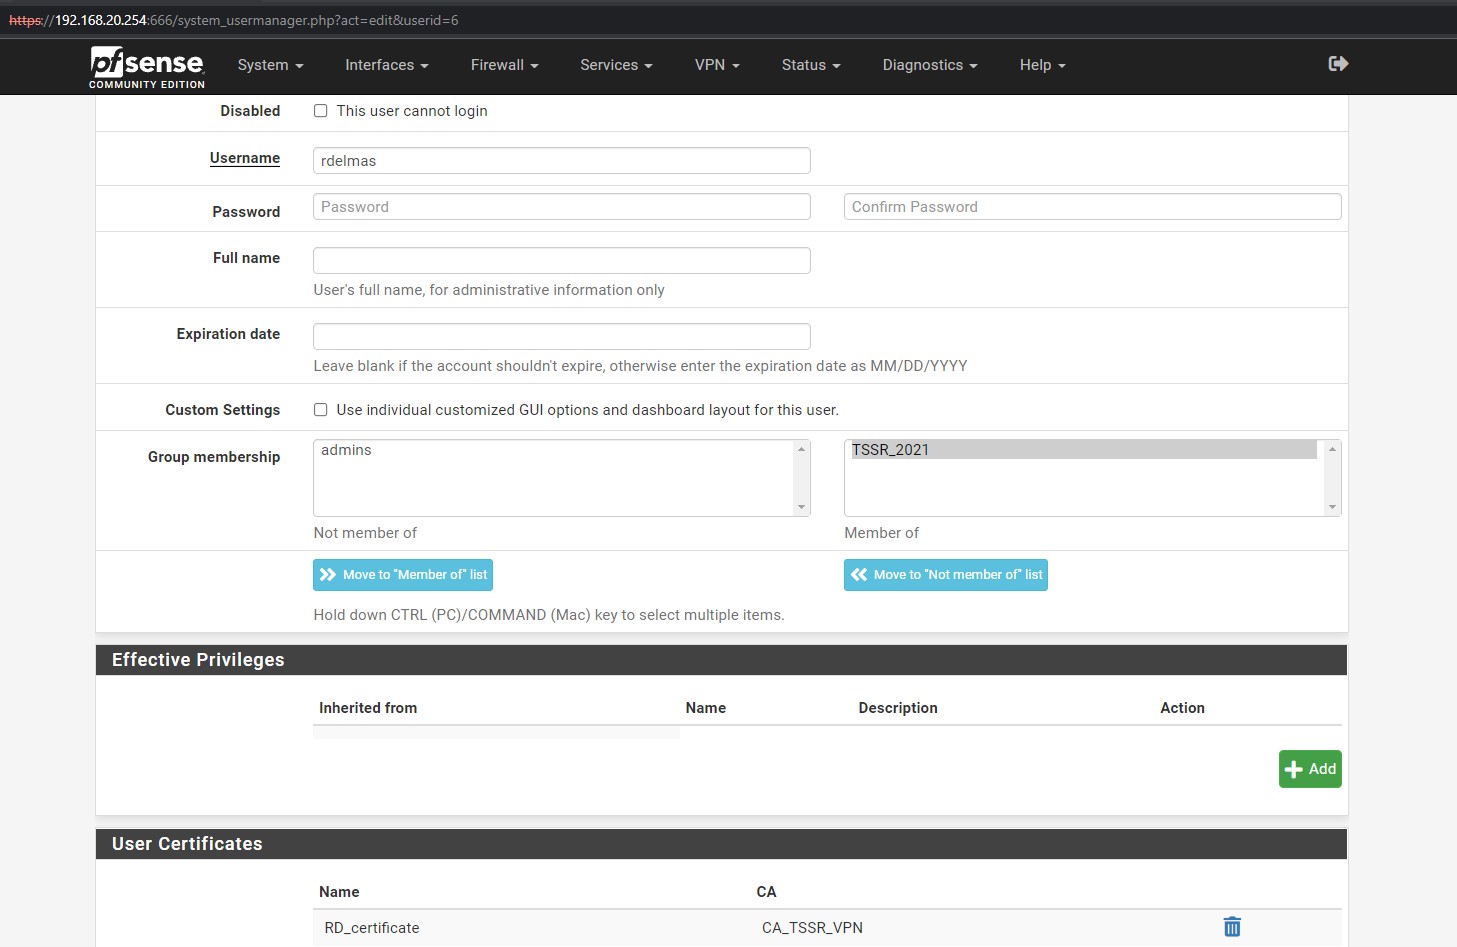 https://192.168.20.254:666/system_usermanager.php?act=edit&userid=6
pfsense
COMMUNITY EDITION
System Interfaces Firewall Services VPN Status Diagnostics Help
Disabled This user cannot login
Username rdelmas
Password Password Confirm Password
Full name
User's full name, for administrative information only
Expiration date
Leave blank if the account shouldn't expire, otherwise enter the expiration date as MM/DD/YYYY
Custom Settings Use individual customized GUI options and dashboard layout for this user.
Group membership admins TSSR_2021
Not member of Member of
Move to "Member of" list Move to "Not member of" list
Hold down CTRL (PC)/COMMAND (Mac) key to select multiple items.
Effective Privileges
Inherited from Name Description Action
Add
User Certificates
Name CA
RD_certificate CA_TSSR_VPN